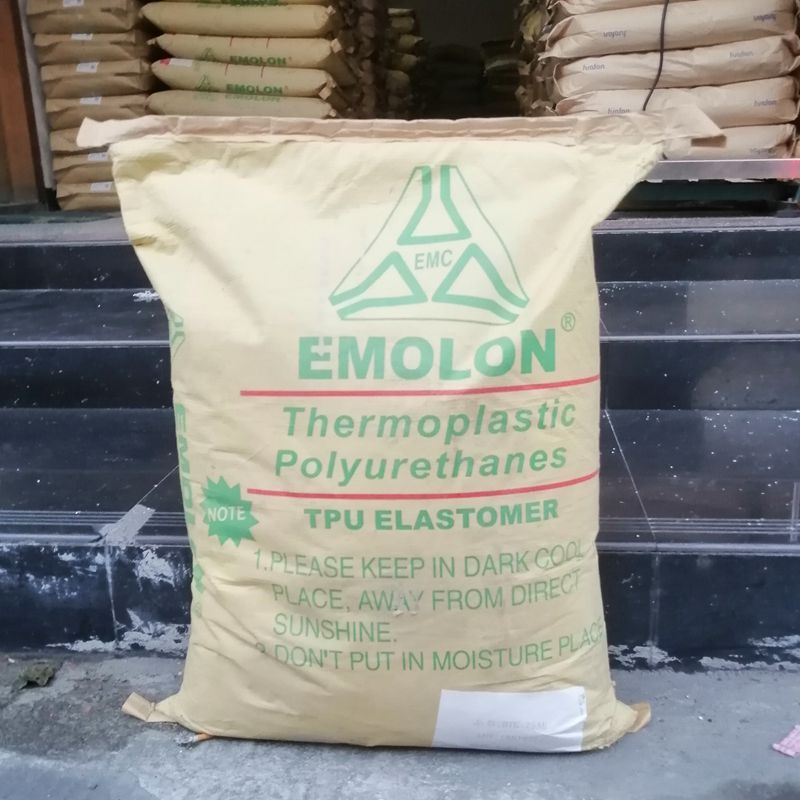 EMOLON
EMOLON
EMC
EMOLON®
Thermoplastic
Polyurethanes
TPU ELASTOMER
NOTE
1.PLEASE KEEP IN DARK COOL
PLACE, AWAY FROM DIRECT
SUNSHINE.
2.DON'T PUT IN MOISTURE PLACE